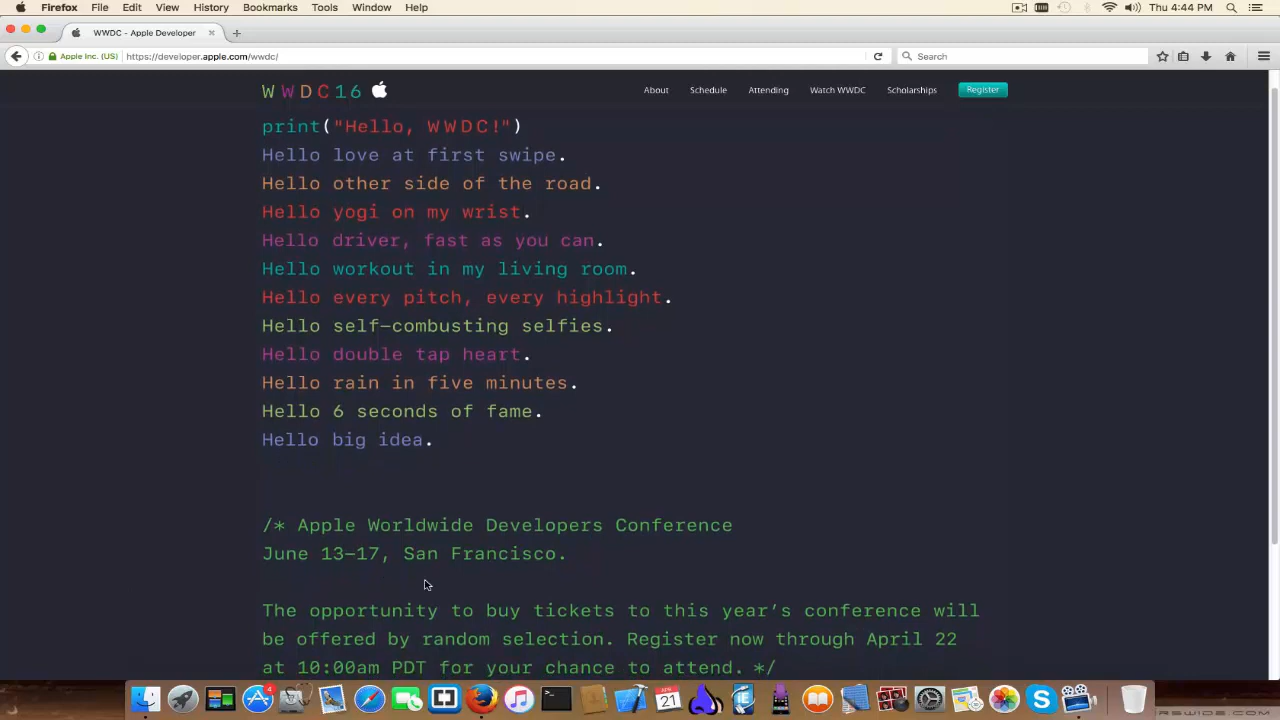 Firefox File Edit View History Bookmarks Tools Window Help Thu 4:44 PM
WWDC - Apple Developer
Apple Inc. (US) https://developer.apple.com/wwdc/ Search
WWDC16 About Schedule Attending Watch WWDC Scholarships Register
print("Hello, WWDC!")
Hello love at first swipe.
Hello other side of the road.
Hello yogi on my wrist.
Hello driver, fast as you can.
Hello workout in my living room.
Hello every pitch, every highlight.
Hello self-combusting selfies.
Hello double tap heart.
Hello rain in five minutes.
Hello 6 seconds of fame.
Hello big idea.
/* Apple Worldwide Developers Conference
June 13–17, San Francisco.
The opportunity to buy tickets to this year’s conference will
be offered by random selection. Register now through April 22
at 10:00am PDT for your chance to attend. */
4
21